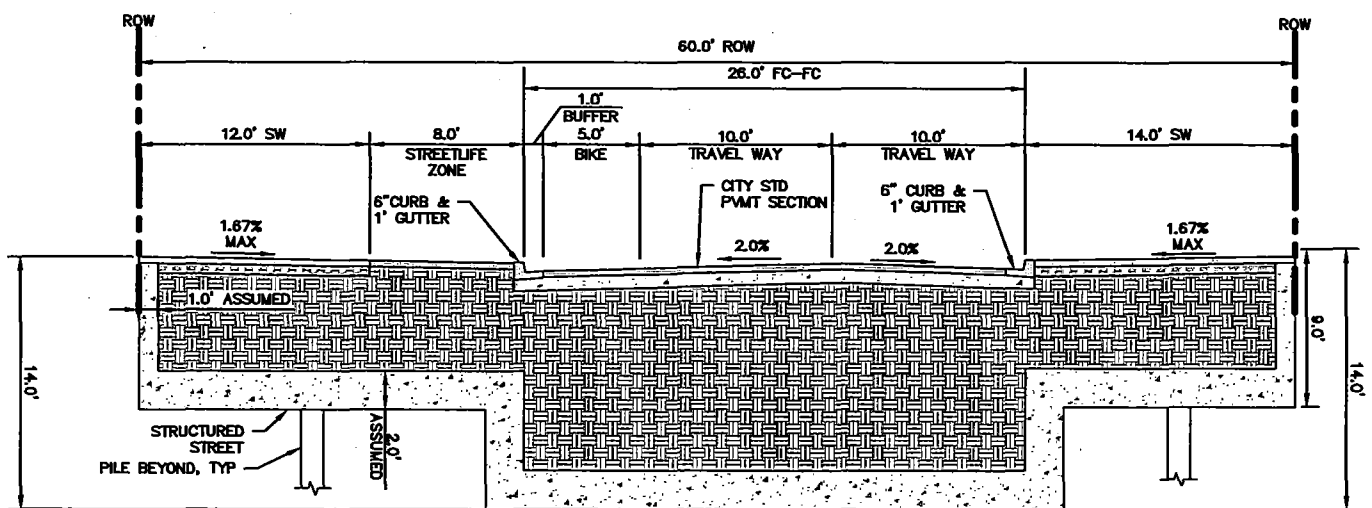 ROW
ROW
60.0' ROW
26.0' FC-FC
1.0'
BUFFER
12.0' SW
8.0'
STREETLIFE
ZONE
5.0'
BIKE
10.0'
TRAVEL WAY
10.0'
TRAVEL WAY
14.0' SW
6" CURB &
1' GUTTER
CITY STD
PVMT SECTION
6" CURB &
1' GUTTER
1.67%
MAX
2.0%
2.0%
1.67%
MAX
1.0' ASSUMED
14.0'
2.0'
ASSUMED
9.0'
14.0'
STRUCTURED
STREET
PILE BEYOND, TYP